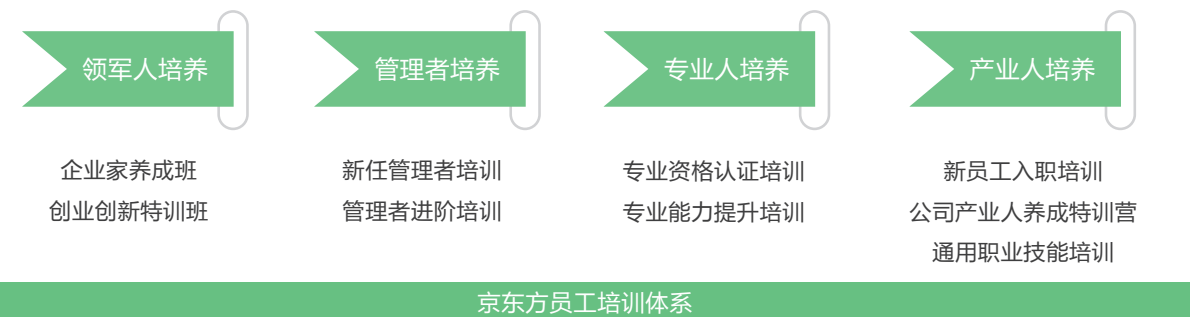 领军人培养
管理者培养
专业人培养
产业人培养
企业家养成班
创业创新特训班
新任管理者培训
管理者进阶培训
专业资格认证培训
专业能力提升培训
新员工入职培训
公司产业人养成特训营
通用职业技能培训
京东方员工培训体系